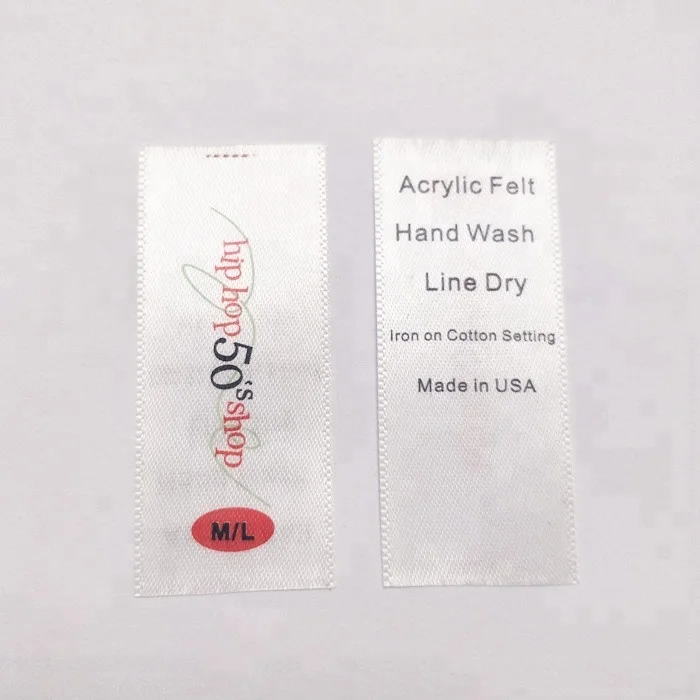 hip hop 50's shop
M/L
Acrylic Felt
Hand Wash
Line Dry
Iron on Cotton Setting
Made in USA